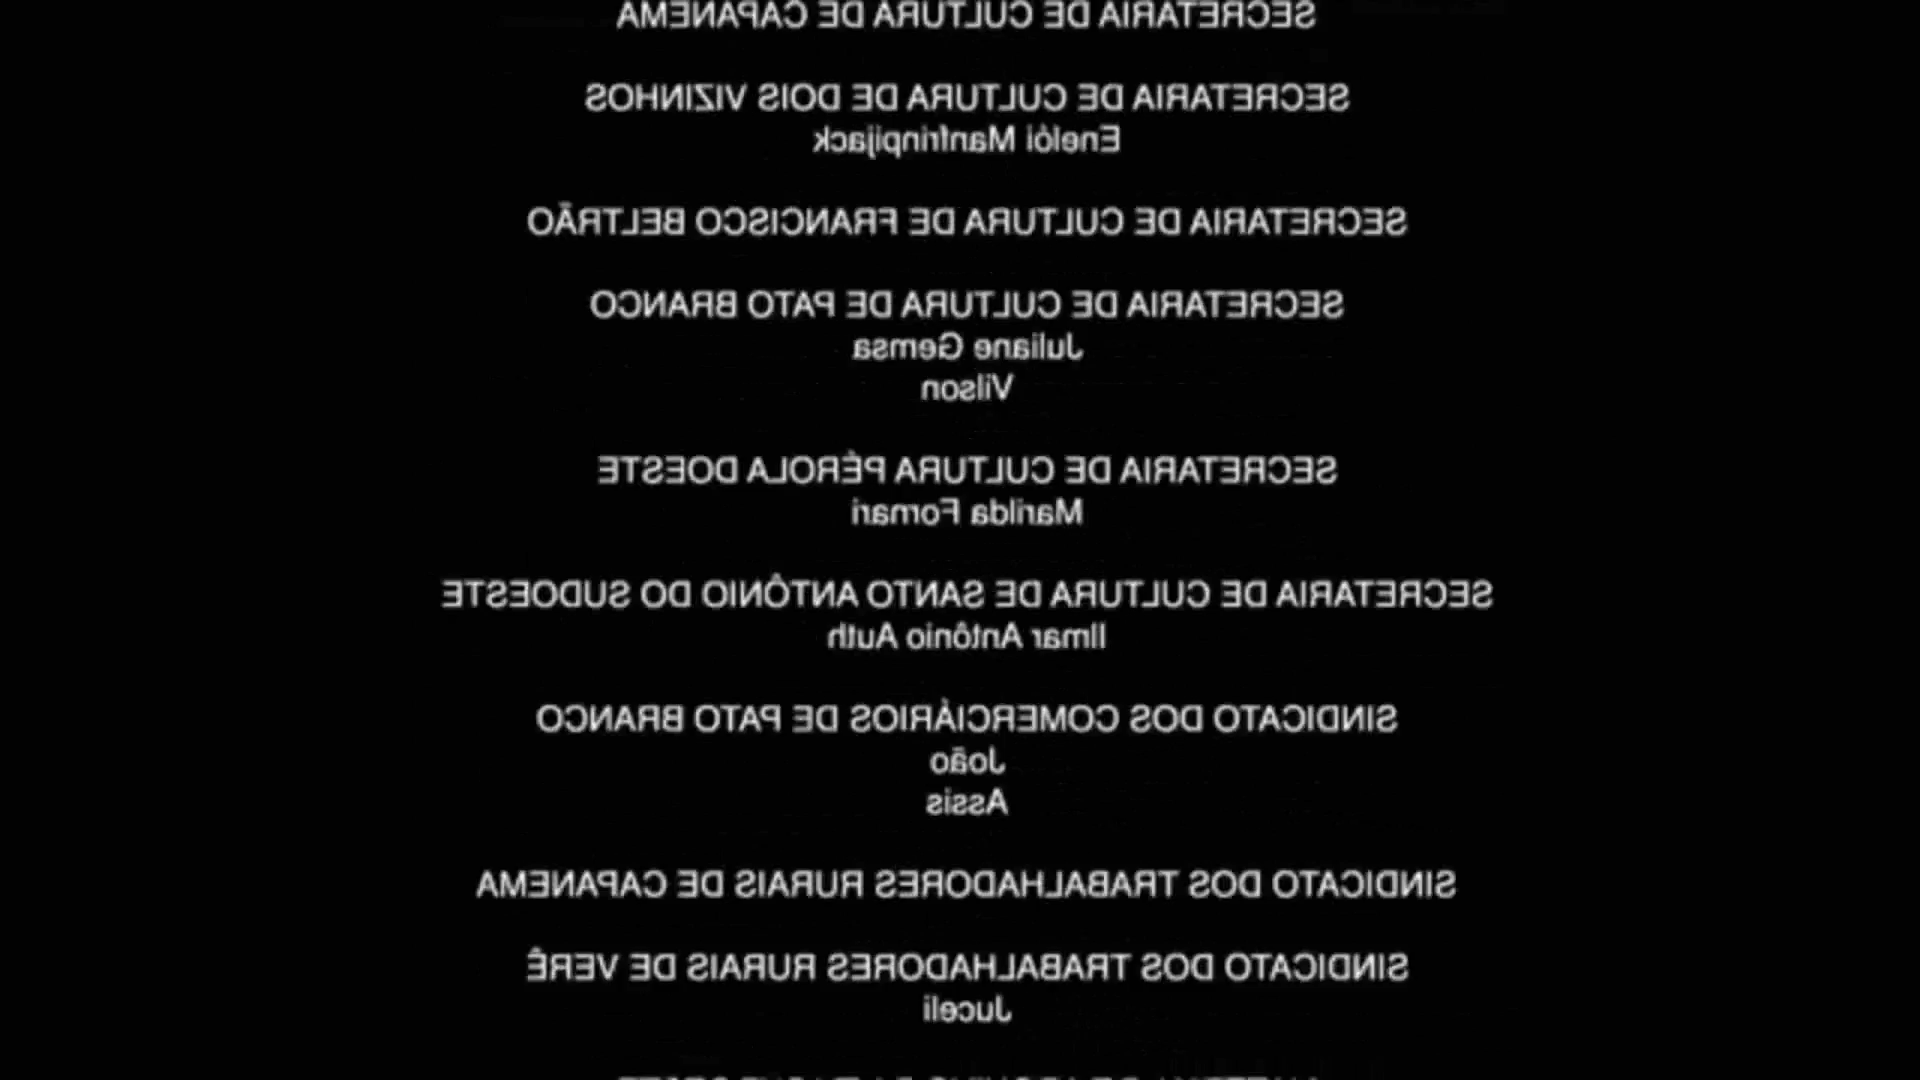 SECRETARIA DE CULTURA DE CAPANEMA
SECRETARIA DE CULTURA DE DOIS VIZINHOS
Enelói Manfrinpijack
SECRETARIA DE CULTURA DE FRANCISCO BELTRÃO
SECRETARIA DE CULTURA DE PATO BRANCO
Juliane Gemsa
Vilson
SECRETARIA DE CULTURA PÉROLA DOESTE
Marilda Fornari
SECRETARIA DE CULTURA DE SANTO ANTÔNIO DO SUDOESTE
Ilmar Antônio Auth
SINDICATO DOS COMERCIÁRIOS DE PATO BRANCO
João
Assis
SINDICATO DOS TRABALHADORES RURAIS DE CAPANEMA
SINDICATO DOS TRABALHADORES RURAIS DE VERÊ
Juceli